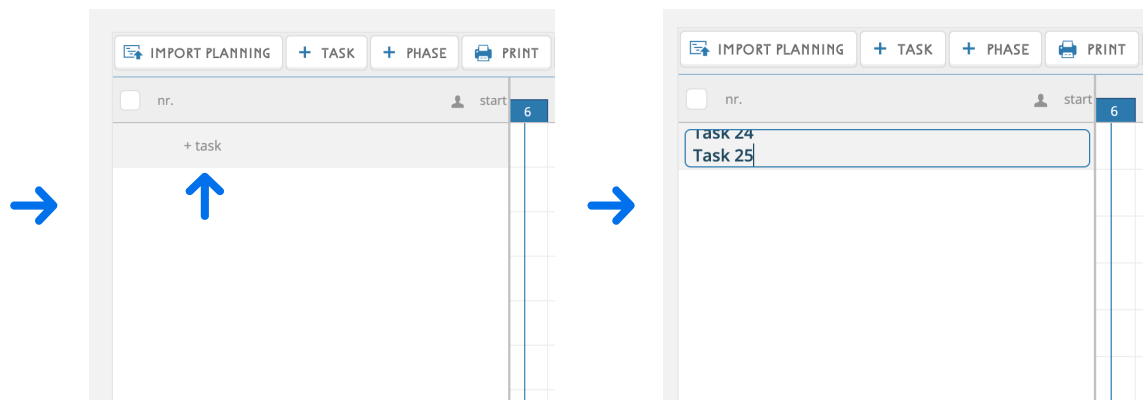 IMPORT PLANNING + TASK + PHASE PRINT
nr. start 6
+ task
IMPORT PLANNING + TASK + PHASE PRINT
nr. start 6
Task 24
Task 25